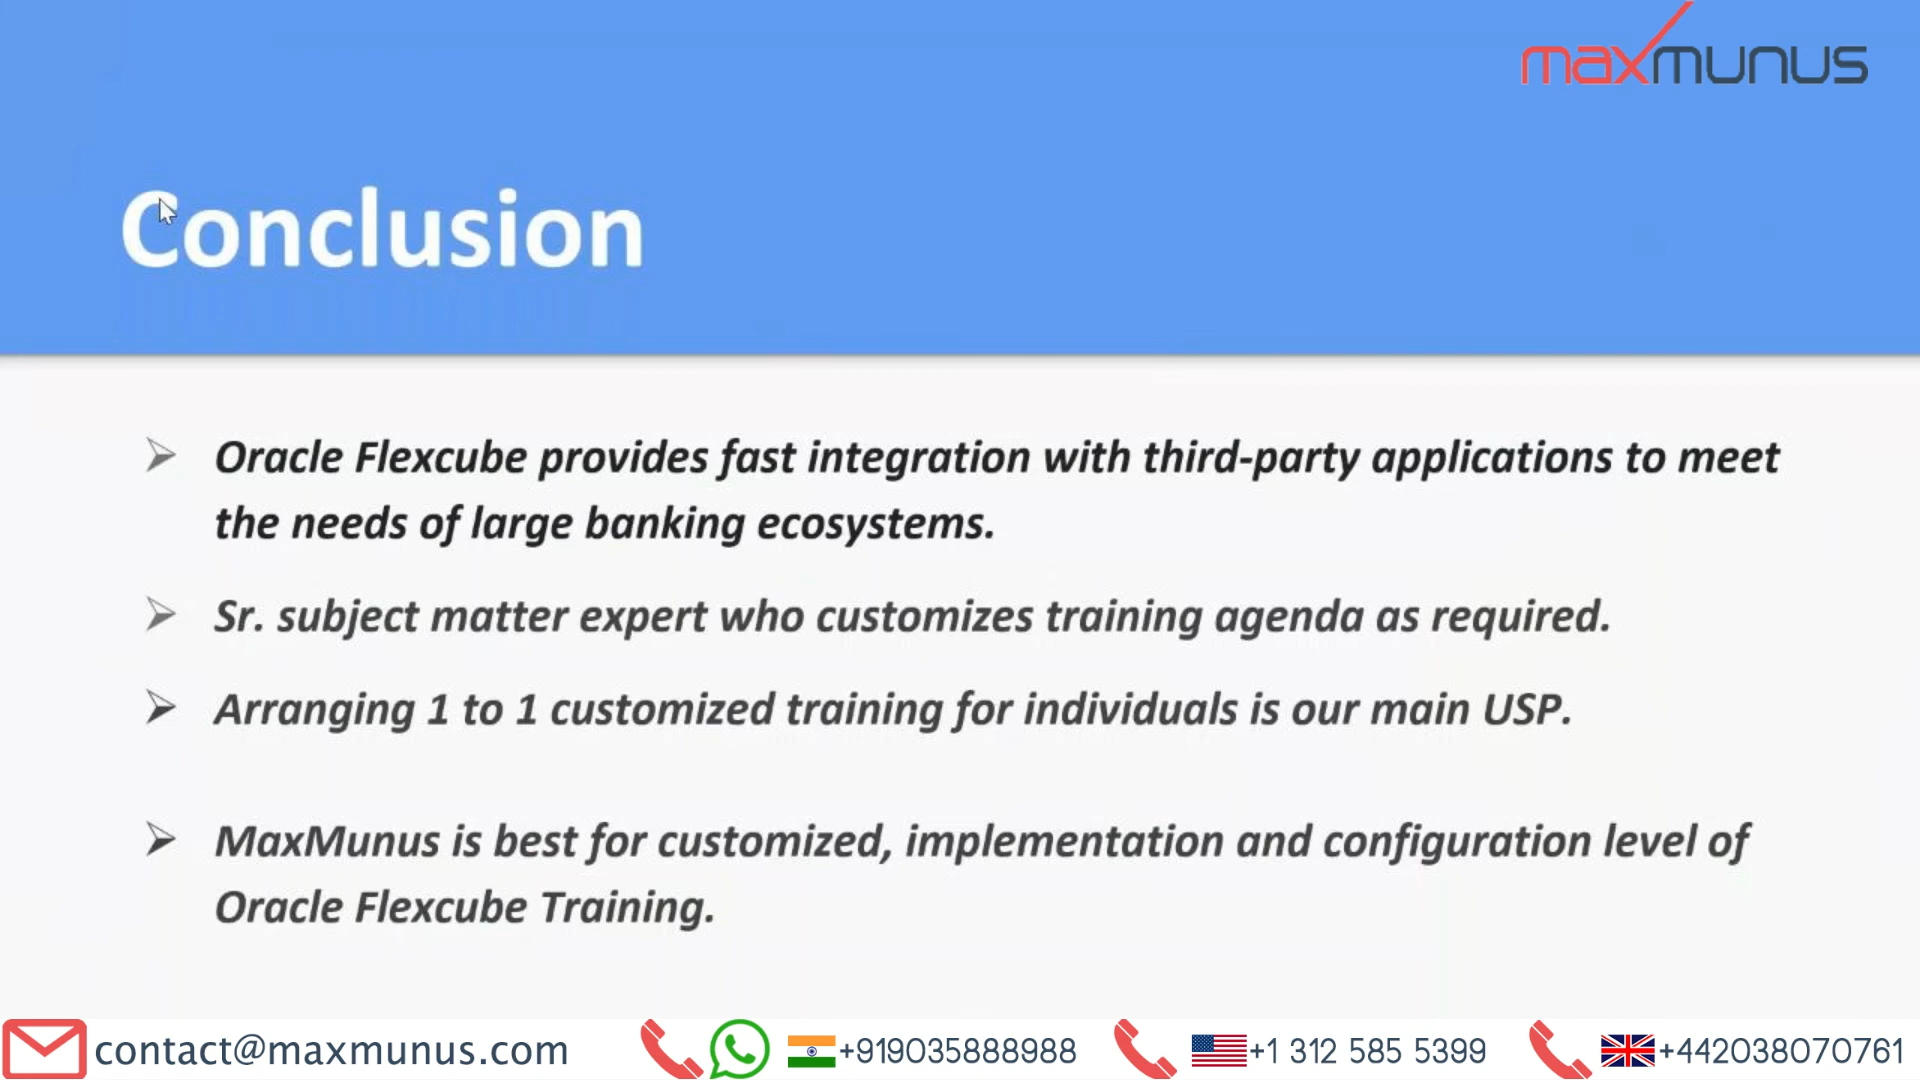 maxmunus
Conclusion
Oracle Flexcube provides fast integration with third-party applications to meet
the needs of large banking ecosystems.
Sr. subject matter expert who customizes training agenda as required.
Arranging 1 to 1 customized training for individuals is our main USP.
MaxMunus is best for customized, implementation and configuration level of
Oracle Flexcube Training.
contact@maxmunus.com +919035888988 +1 312 585 5399 +442038070761